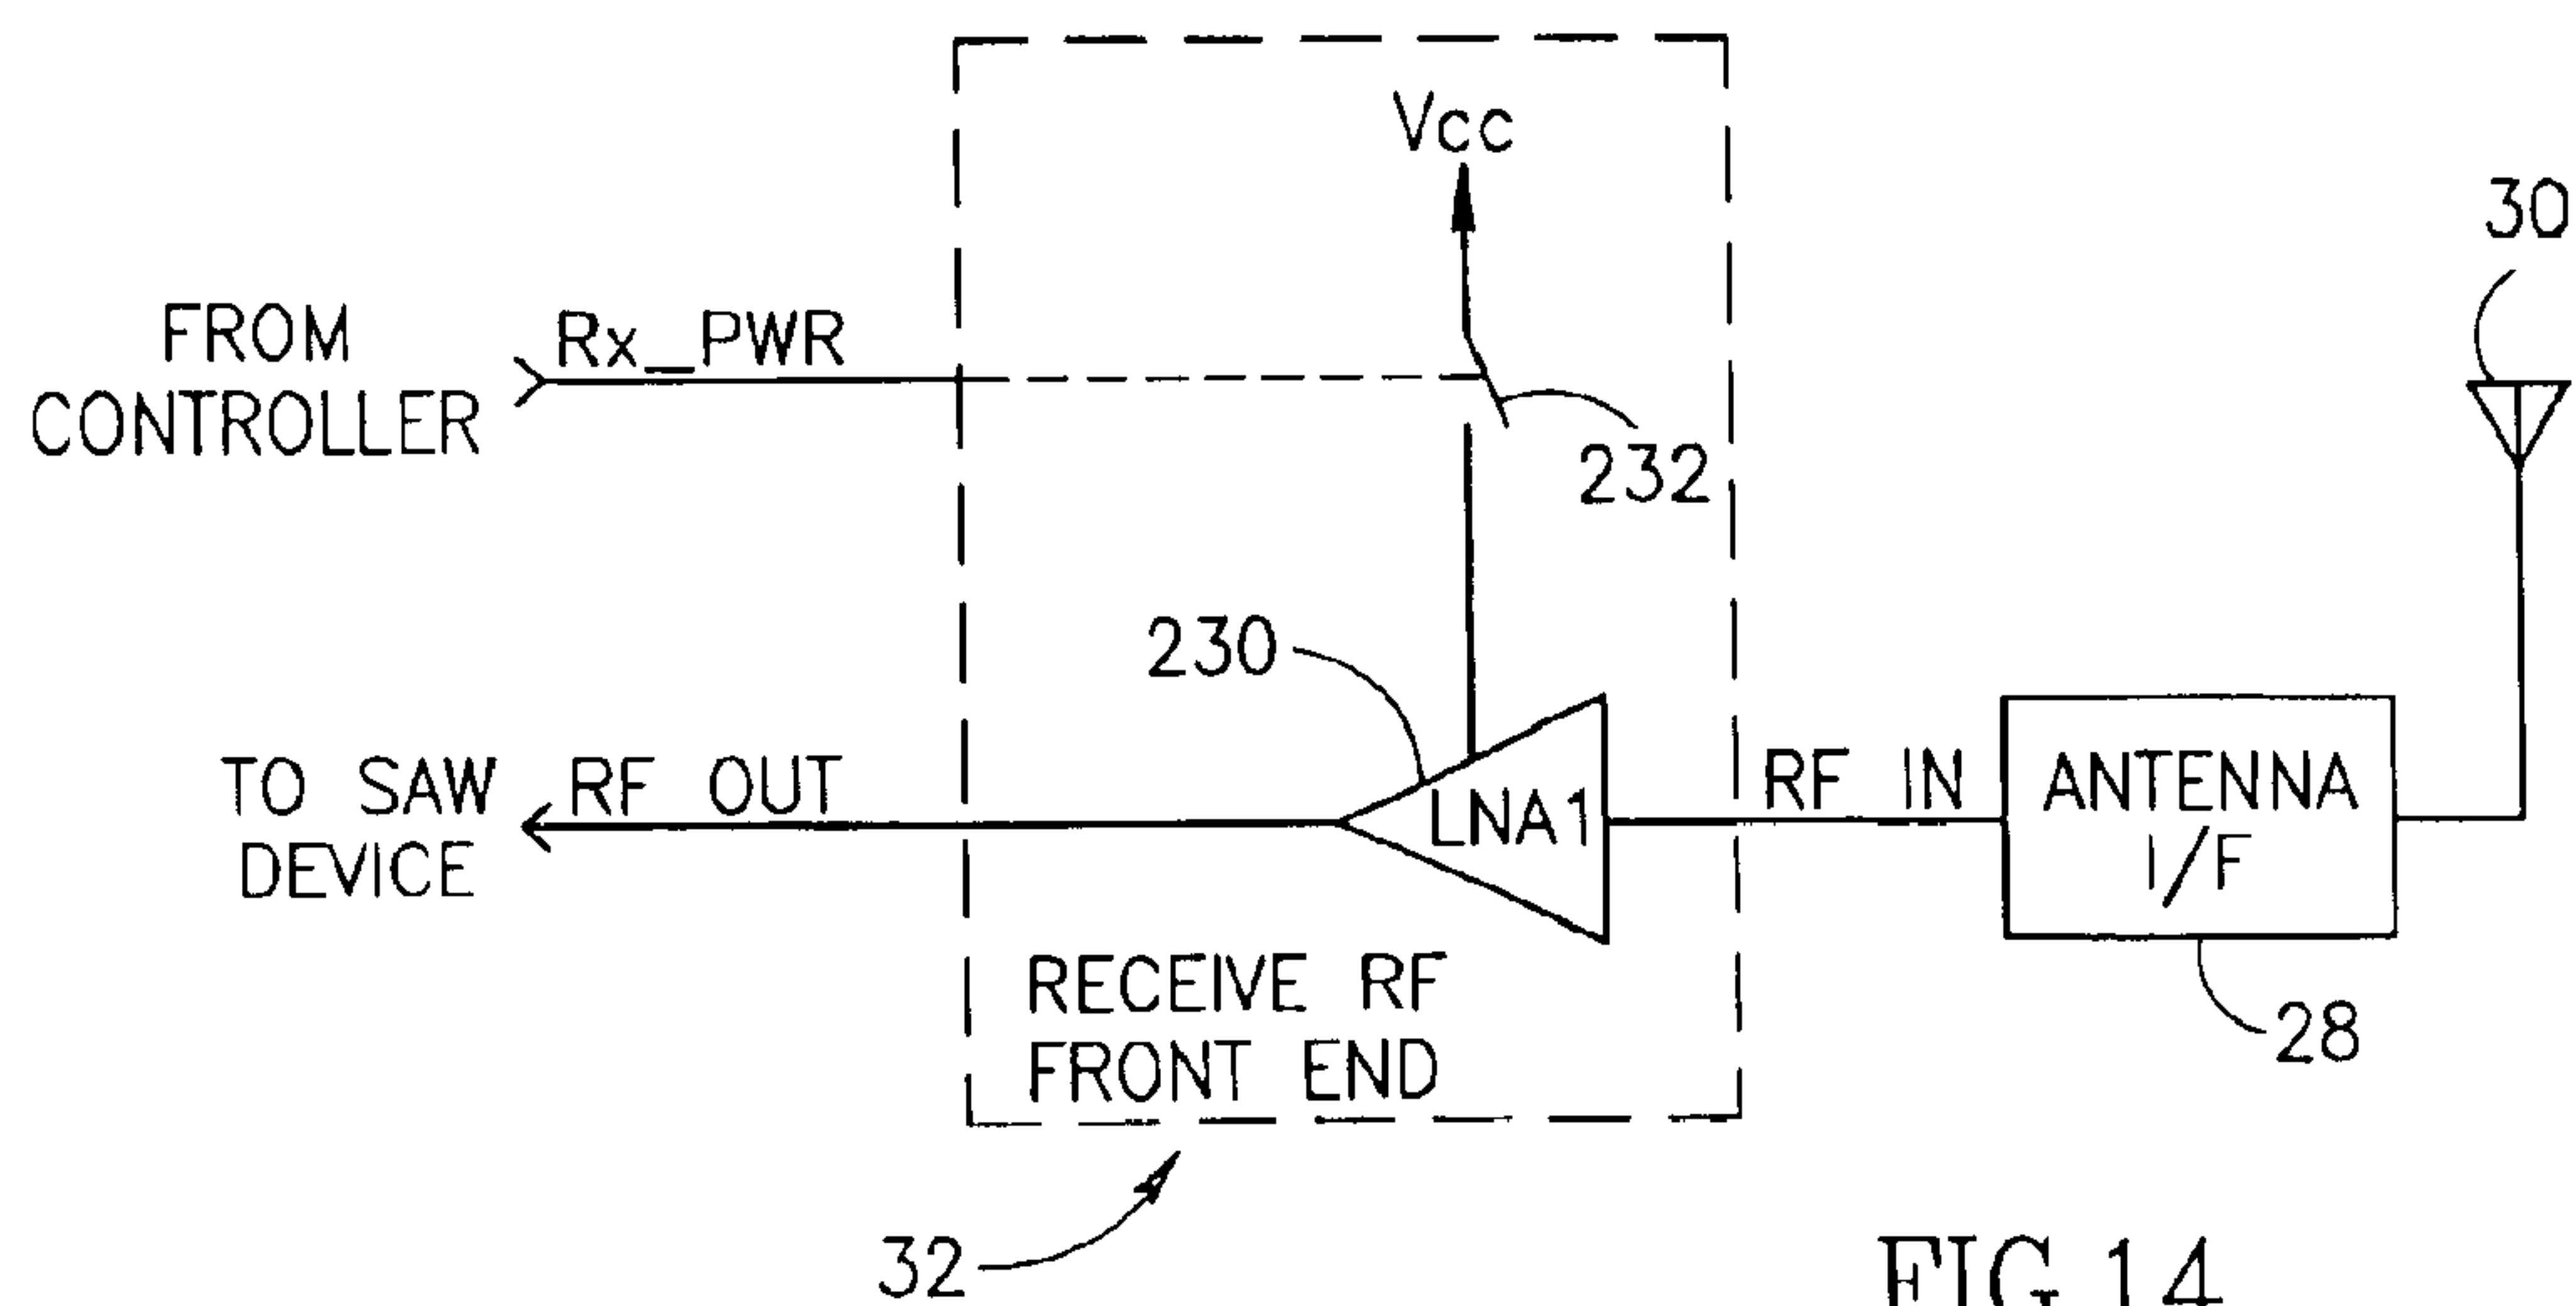 Vcc
30
FROM
CONTROLLER
Rx_PWR
232
230
TO SAW
DEVICE
RF OUT
LNA1
RF IN
ANTENNA
I/F
RECEIVE RF
FRONT END
28
32
FIG.14